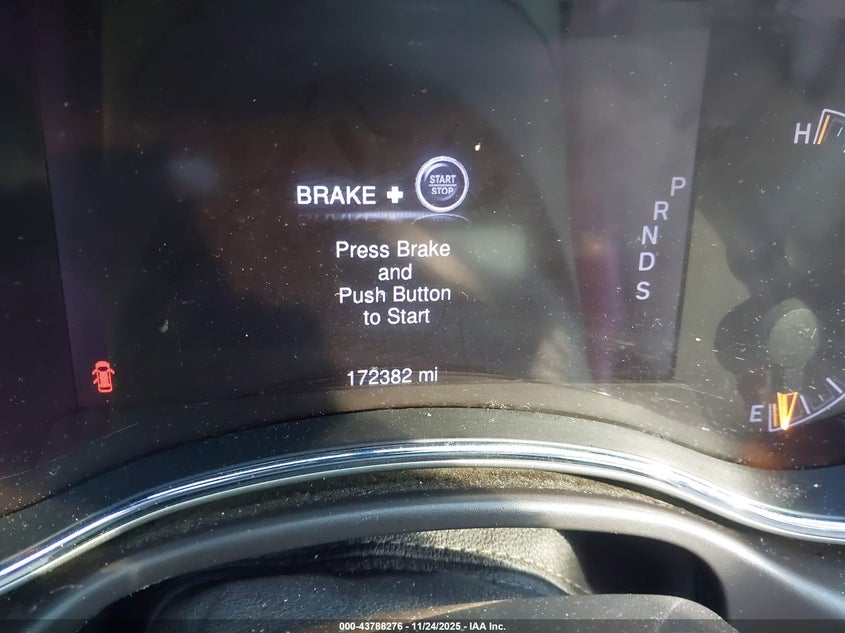 BRAKE + START STOP
Press Brake
and
Push Button
to Start
172382 mi
P
R
N
D
S
H
E
000-43788276 - 11/24/2025 - IAA Inc.